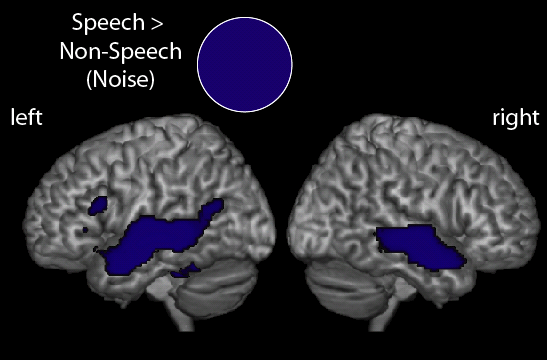 Speech >
Non-Speech
(Noise)
left
right